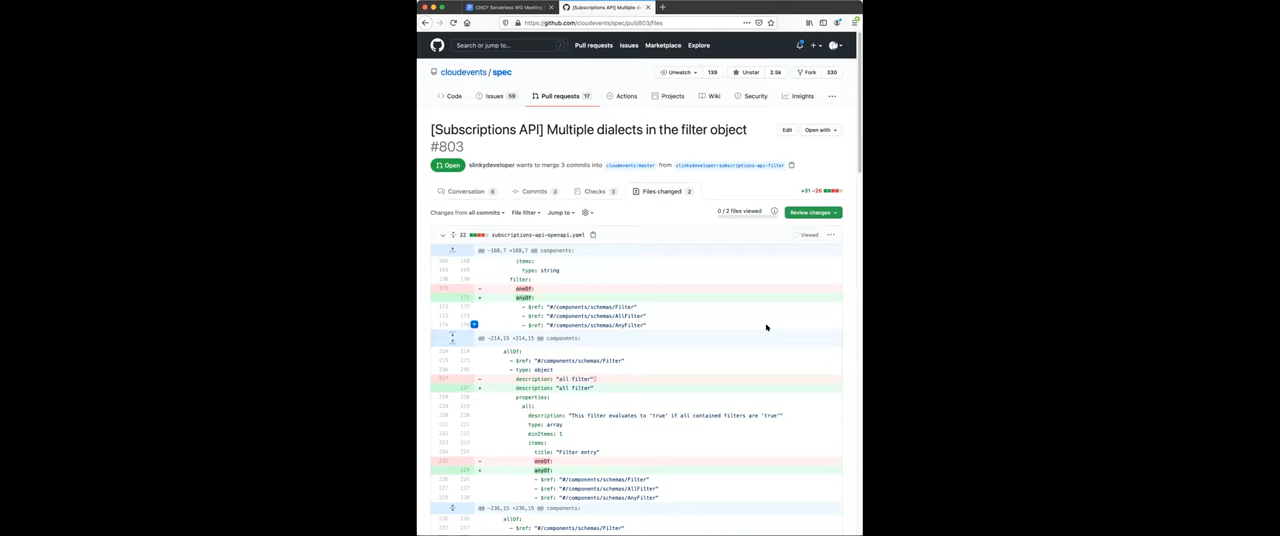 CNCF Serverless WG Meeting
[Subscriptions API] Multiple di
https://github.com/cloudevents/spec/pull/803/files
Search or jump to...
/
Pull requests Issues Marketplace Explore
cloudevents / spec
Unwatch 139 Unstar 2.5k Fork 330
Code Issues 59 Pull requests 17 Actions Projects Wiki Security Insights
[Subscriptions API] Multiple dialects in the filter object
#803
Edit Open with
Open slinkydeveloper wants to merge 3 commits into cloudevents:master from slinkydeveloper:subscriptions-api-filter
Conversation 6 Commits 3 Checks 3 Files changed 2 +31 −26
Changes from all commits File filter Jump to 0 / 2 files viewed Review changes
22 subscriptions-api-openapi.yaml Viewed
@@ -168,7 +168,7 @@ components:
168 168 items:
169 169 type: string
170 170 filter:
171 - oneOf:
171 + anyOf:
172 172 - $ref: "#/components/schemas/Filter"
173 173 - $ref: "#/components/schemas/AllFilter"
174 - $ref: "#/components/schemas/AnyFilter"
@@ -214,15 +214,15 @@ components:
214 214 allOf:
215 215 - $ref: "#/components/schemas/Filter"
216 216 - type: object
217 - description: "all filter"
217 + description: "all filter"
218 218 properties:
219 219 all:
220 220 description: "This filter evaluates to 'true' if all contained filters are 'true'"
221 221 type: array
222 222 minItems: 1
223 223 items:
224 224 title: "Filter entry"
225 - oneOf:
225 + anyOf:
226 226 - $ref: "#/components/schemas/Filter"
227 227 - $ref: "#/components/schemas/AllFilter"
228 228 - $ref: "#/components/schemas/AnyFilter"
@@ -236,15 +236,15 @@ components:
236 236 allOf:
237 237 - $ref: "#/components/schemas/Filter"